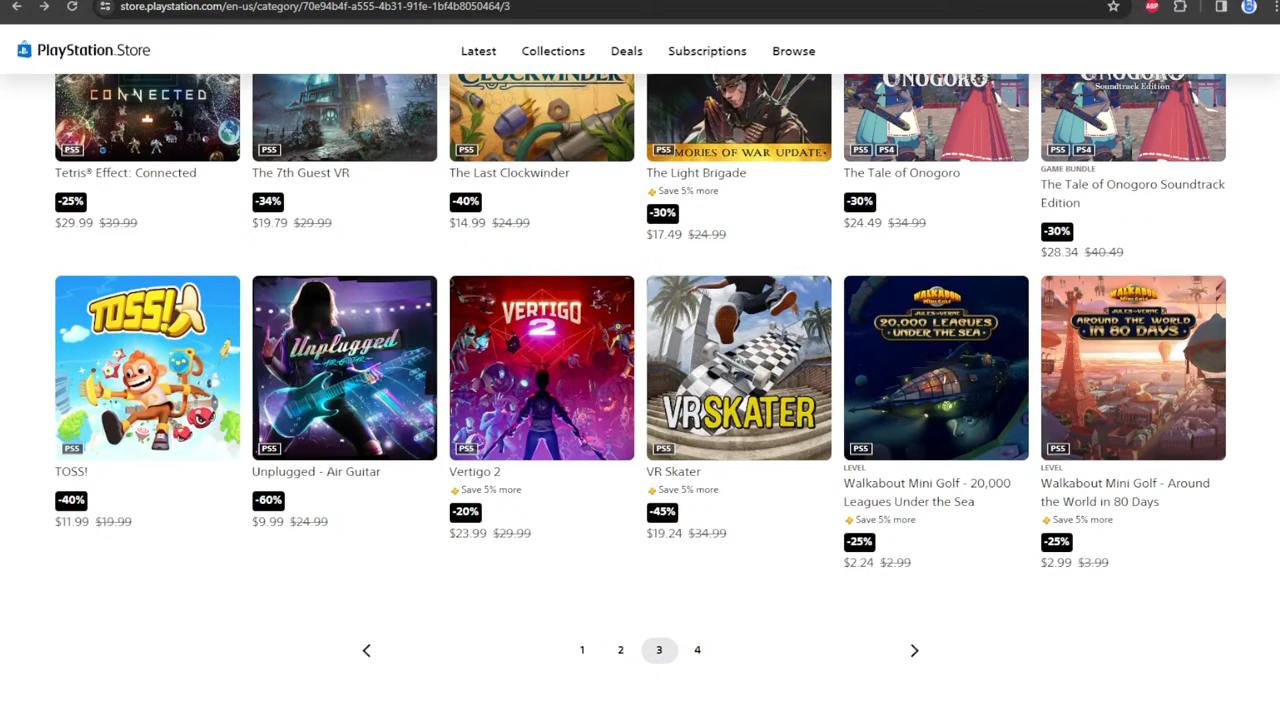 store.playstation.com/en-us/category/70e94b4f-a555-4b31-91fe-1bf4b8050464/3
ABP
PlayStation.Store
Latest Collections Deals Subscriptions Browse
CONNECTED
CLOCKWINDER
MORIES OF WAR UPDATE
ONOGORO
ONOGORO
Soundtrack Edition
PS5 PS5 PS5 PS5 PS4 PS5 PS4
Tetris® Effect: Connected
-25%
$29.99 $39.99
The 7th Guest VR
-34%
$19.79 $29.99
The Last Clockwinder
-40%
$14.99 $24.99
The Light Brigade
Save 5% more
-30%
$17.49 $24.99
The Tale of Onogoro
-30%
$24.49 $34.99
GAME BUNDLE
The Tale of Onogoro Soundtrack
Edition
-30%
$28.34 $40.49
TOSS!
PS5
TOSS!
-40%
$11.99 $19.99
Unplugged
AIR GUITAR
PS5
Unplugged - Air Guitar
-60%
$9.99 $24.99
VERTIGO
2
PS5
Vertigo 2
Save 5% more
-20%
$23.99 $29.99
VRSKATER
PS5
VR Skater
Save 5% more
-45%
$19.24 $34.99
WALKABOUT
MINI GOLF
JULES VERNE
20,000 LEAGUES
UNDER THE SEA
PS5
LEVEL
Walkabout Mini Golf - 20,000
Leagues Under the Sea
Save 5% more
-25%
$2.24 $2.99
WALKABOUT
MINI GOLF
JULES VERNE
AROUND THE WORLD
IN 80 DAYS
PS5
LEVEL
Walkabout Mini Golf - Around
the World in 80 Days
Save 5% more
-25%
$2.99 $3.99
1 2 3 4